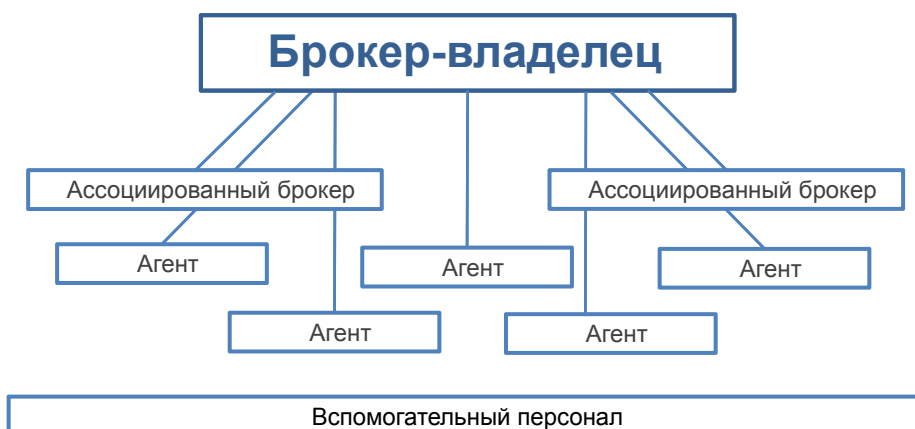 Брокер-владелец
Ассоциированный брокер
Ассоциированный брокер
Агент
Агент
Агент
Агент
Агент
Вспомогательный персонал